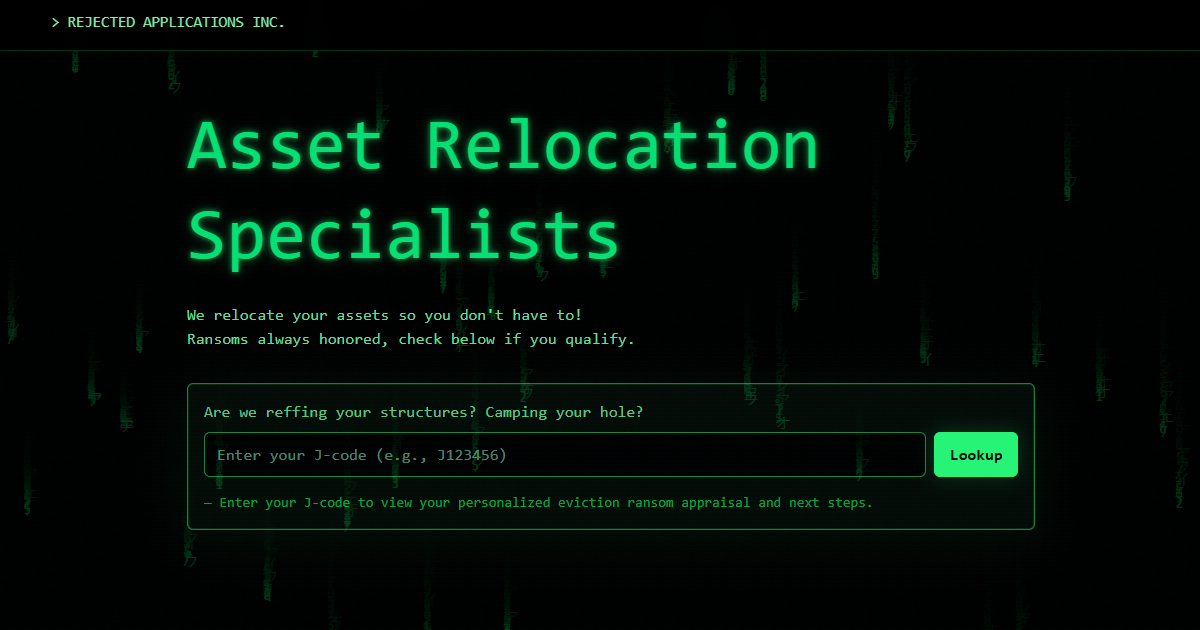 > REJECTED APPLICATIONS INC.
Asset Relocation
Specialists
We relocate your assets so you don't have to!
Ransoms always honored, check below if you qualify.
Are we reffing your structures? Camping your hole?
Enter your J-code (e.g., J123456)
Lookup
— Enter your J-code to view your personalized eviction ransom appraisal and next steps.